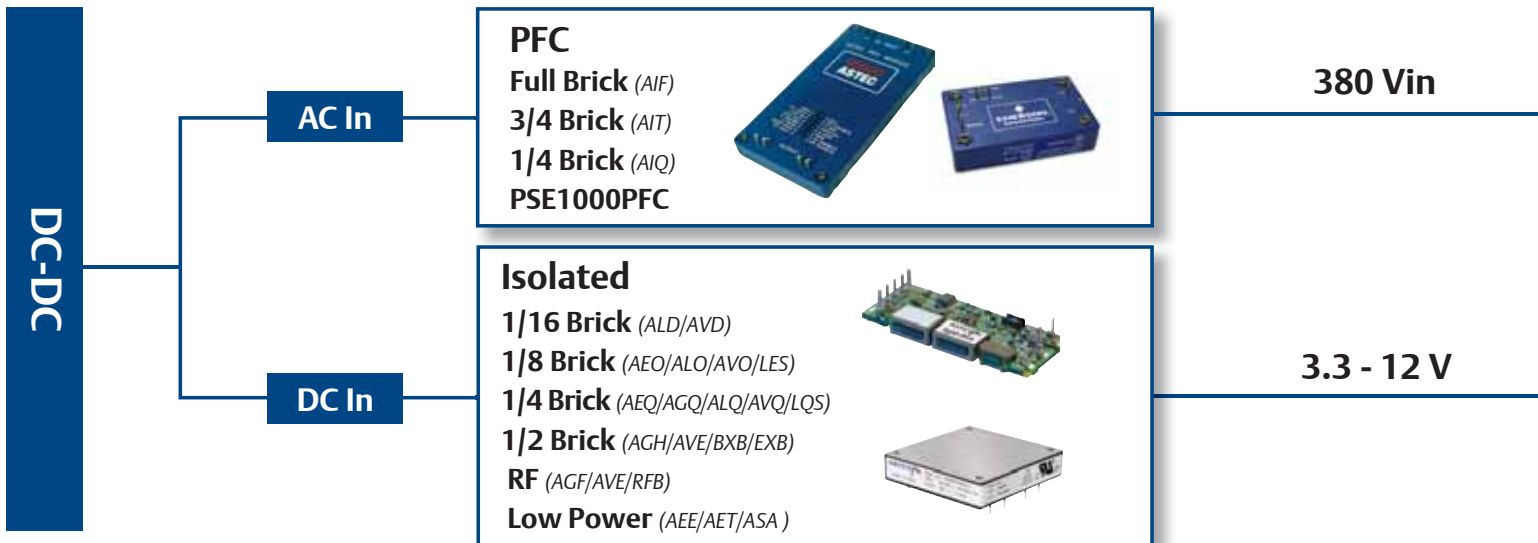 DC-DC
AC In
PFC
Full Brick (AIF)
3/4 Brick (AIT)
1/4 Brick (AIQ)
PSE1000PFC
ASTEC
EMERSON
380 Vin
DC In
Isolated
1/16 Brick (ALD/AVD)
1/8 Brick (AEO/ALO/AVO/LES)
1/4 Brick (AEQ/AGQ/ALQ/AVQ/LQS)
1/2 Brick (AGH/AVE/BXB/EXB)
RF (AGF/AVE/RFB)
Low Power (AEE/AET/ASA )
3.3 - 12 V